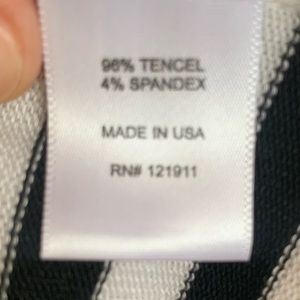 96% TENCEL
4% SPANDEX
MADE IN USA
RN# 121911